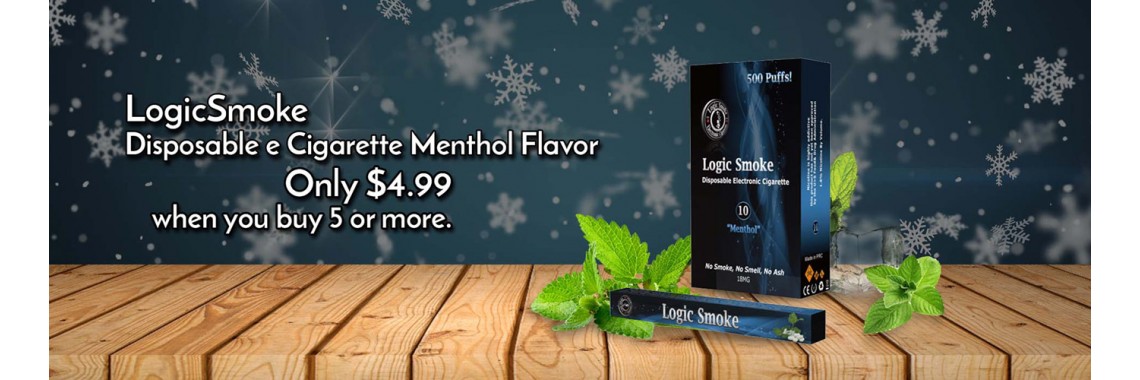 LogicSmoke
Disposable e Cigarette Menthol Flavor
Only $4.99
when you buy 5 or more.
500 Puffs!
Logic Smoke
Disposable Electronic Cigarette
10
"Menthol"
No Smoke, No Smell, No Ash
18MG
Logic Smoke